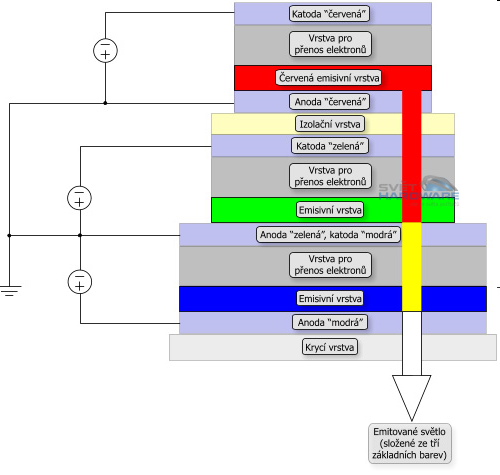 Katoda “červená”
Vrstva pro
přenos elektronů
Červená emisivní vrstva
Anoda “červená”
Izolační vrstva
Katoda “zelená”
Vrstva pro
přenos elektronů
SVĚT
HARDWARE
Emisivní vrstva
Anoda “zelená”, katoda “modrá”
Vrstva pro
přenos elektronů
Emisivní vrstva
Anoda “modrá”
Krycí vrstva
Emitované světlo
(složené ze tří
základních barev)